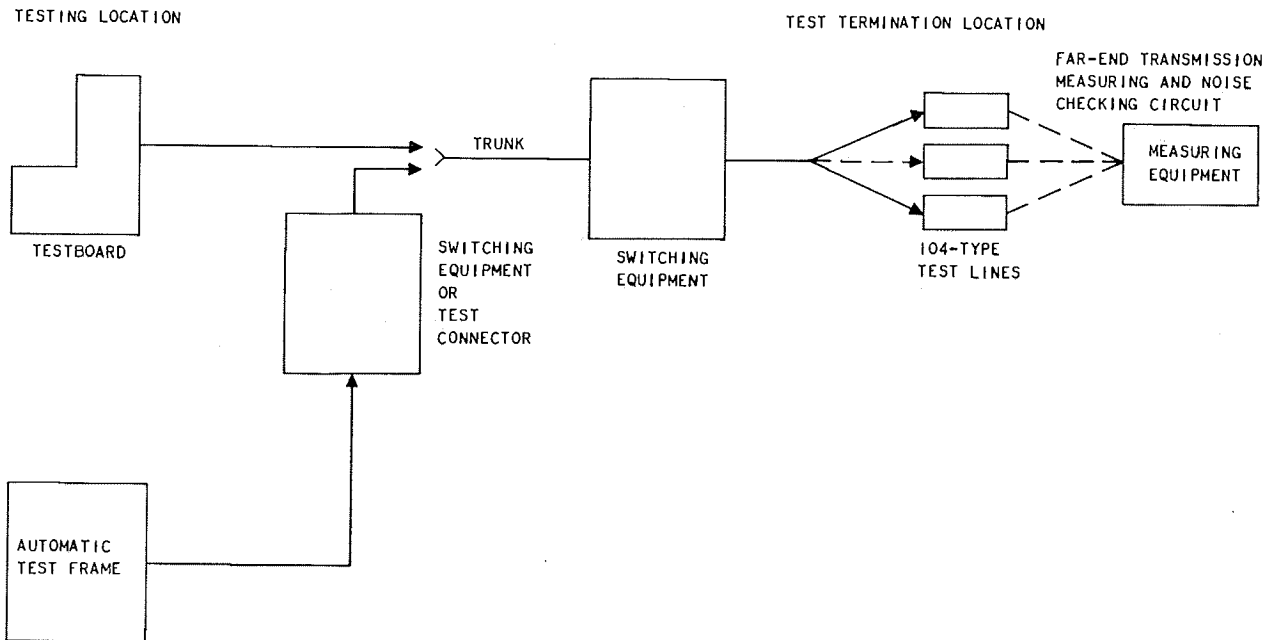 TESTING LOCATION
TEST TERMINATION LOCATION
FAR-END TRANSMISSION
MEASURING AND NOISE
CHECKING CIRCUIT
TRUNK
MEASURING
EQUIPMENT
TESTBOARD
SWITCHING
EQUIPMENT
OR
TEST
CONNECTOR
SWITCHING
EQUIPMENT
104-TYPE
TEST LINES
AUTOMATIC
TEST FRAME